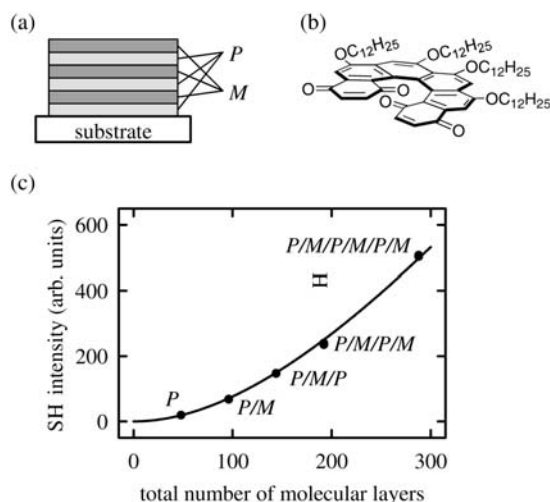 (a)
P
M
substrate
(b)
OC12H25
OC12H25
OC12H25
OC12H25
O
O
O
O
(c)
SH intensity (arb. units)
600
400
200
0
P
P/M
P/M/P
P/M/P/M
P/M/P/M/P/M
H
0
100
200
300
total number of molecular layers